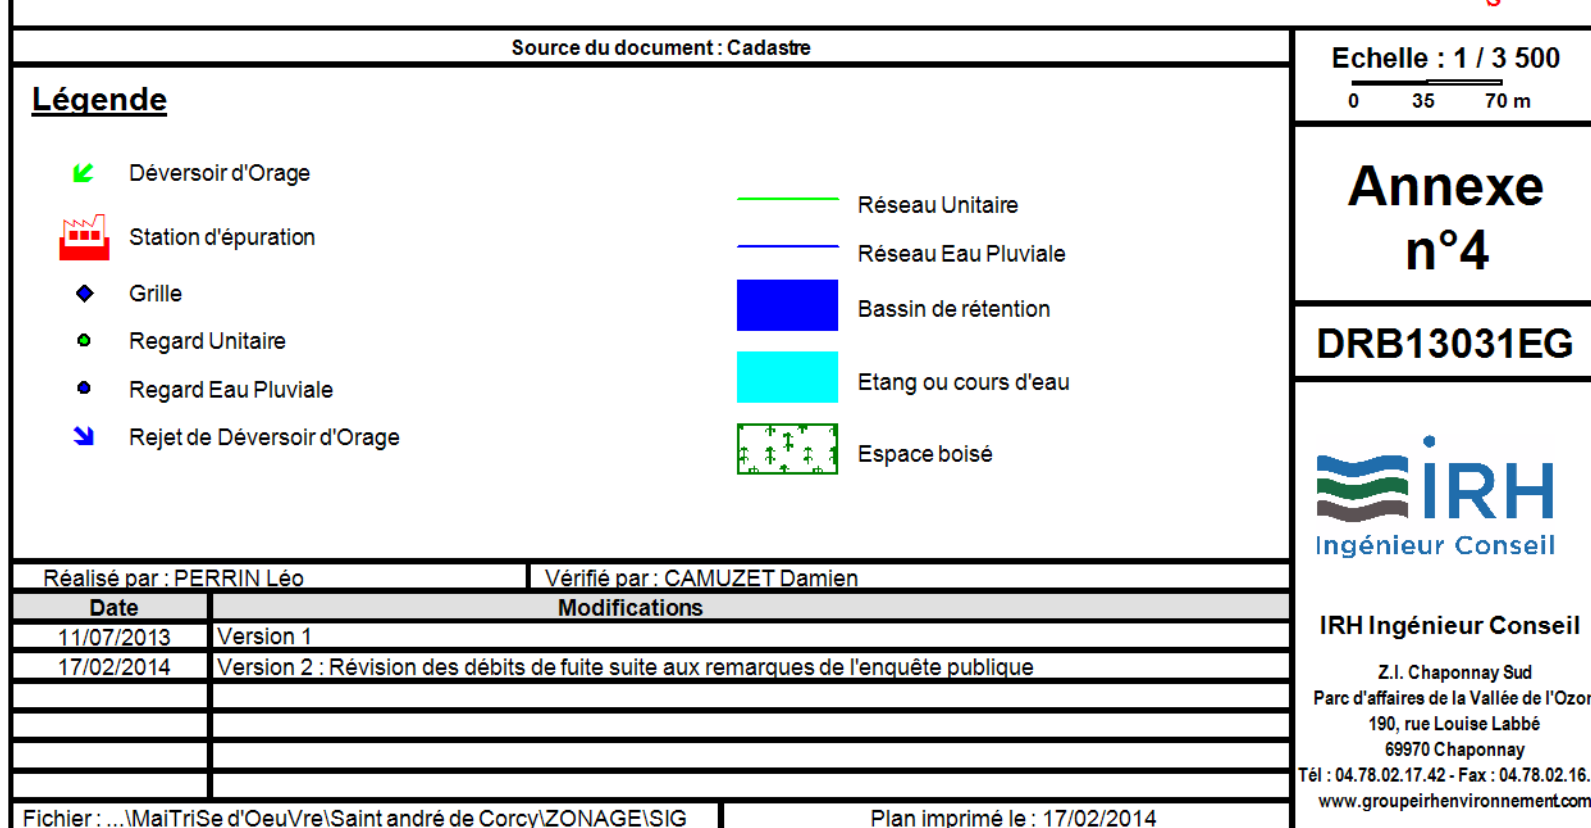 Source du document : Cadastre
Echelle : 1 / 3 500
0 35 70 m
Légende
Déversoir d'Orage
Station d'épuration
Grille
Regard Unitaire
Regard Eau Pluviale
Rejet de Déversoir d'Orage
Réseau Unitaire
Réseau Eau Pluviale
Bassin de rétention
Etang ou cours d'eau
Espace boisé
Annexe
n°4
DRB13031EG
iRH
Ingénieur Conseil
IRH Ingénieur Conseil
Z.I. Chaponnay Sud
Parc d'affaires de la Vallée de l'Ozon
190, rue Louise Labbé
69970 Chaponnay
Tél : 04.78.02.17.42 - Fax : 04.78.02.16.
www.groupeirhenvironnement.com
Réalisé par : PERRIN Léo
Vérifié par : CAMUZET Damien
Date Modifications
11/07/2013 Version 1
17/02/2014 Version 2 : Révision des débits de fuite suite aux remarques de l'enquête publique
Fichier : ...\MaiTriSe d'OeuVre\Saint andré de Corcy\ZONAGE\SIG
Plan imprimé le : 17/02/2014